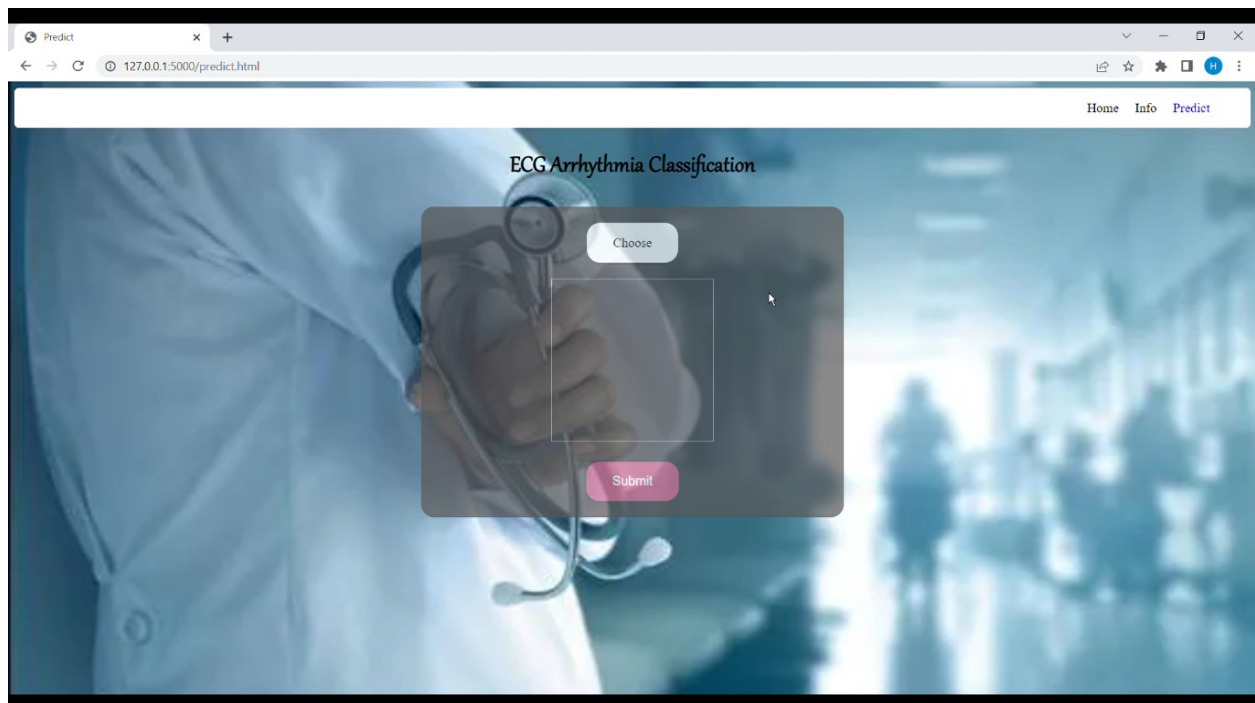 Predict
127.0.0.1:5000/predict.html
H
Home Info Predict
ECG Arrhythmia Classification
Choose
Submit